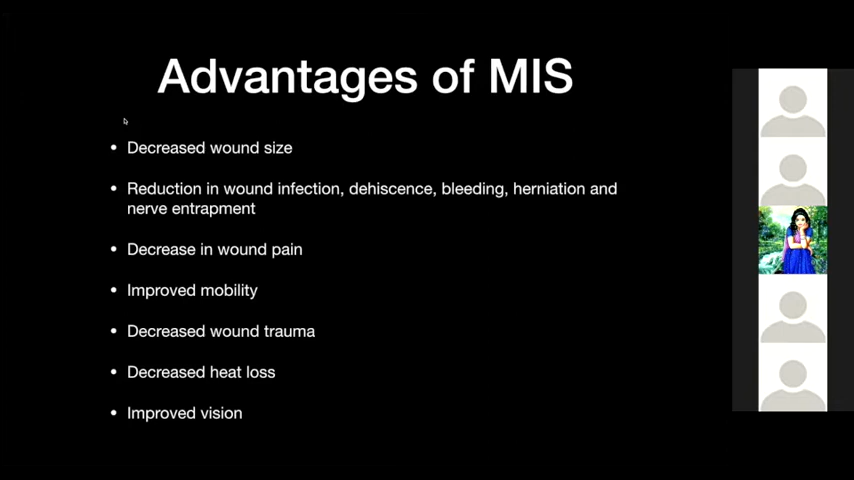 Advantages of MIS
• Decreased wound size
• Reduction in wound infection, dehiscence, bleeding, herniation and
nerve entrapment
• Decrease in wound pain
• Improved mobility
• Decreased wound trauma
• Decreased heat loss
• Improved vision